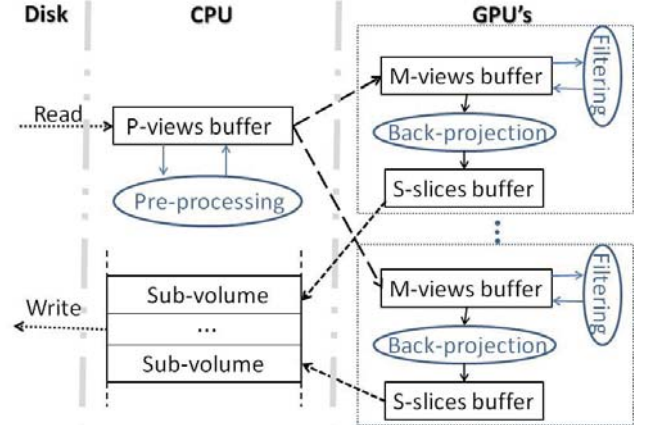 Disk
CPU
GPU's
Read
P-views buffer
Pre-processing
M-views buffer
Filtering
Back-projection
S-slices buffer
M-views buffer
Filtering
Back-projection
S-slices buffer
Write
Sub-volume
...
Sub-volume